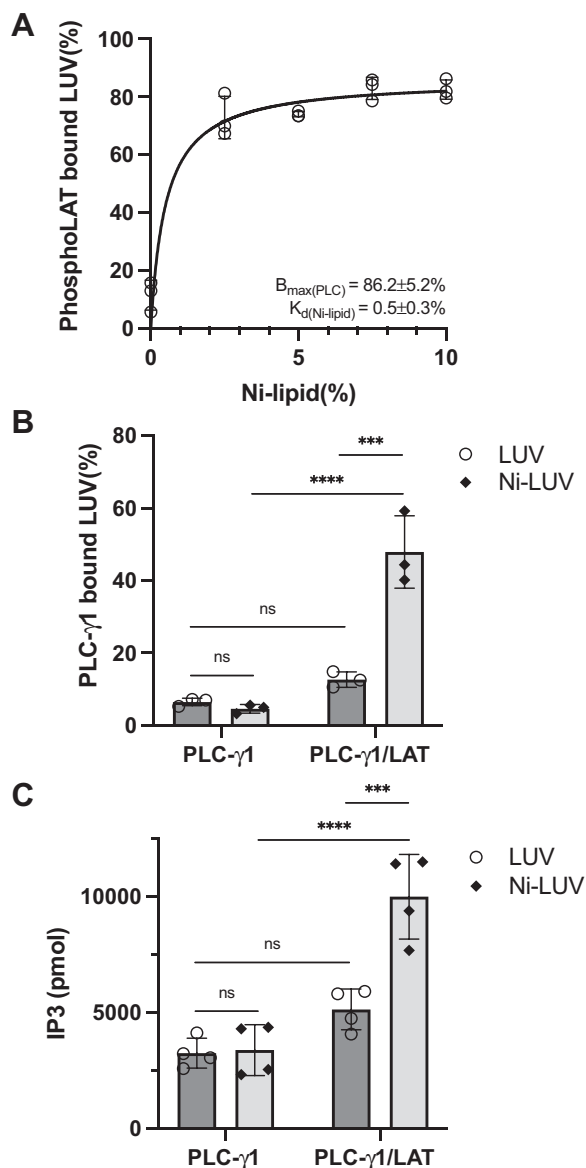 A
PhosphoLAT bound LUV(%)
100
80
60
40
20
0
Bmax(PLC) = 86.2±5.2%
Kd(Ni-lipid) = 0.5±0.3%
0 5 10
Ni-lipid(%)
B
PLC-γ1 bound LUV(%)
80
60
40
20
0
***
****
ns
ns
LUV
Ni-LUV
PLC-γ1 PLC-γ1/LAT
C
IP3 (pmol)
10000
5000
0
***
****
ns
ns
LUV
Ni-LUV
PLC-γ1 PLC-γ1/LAT